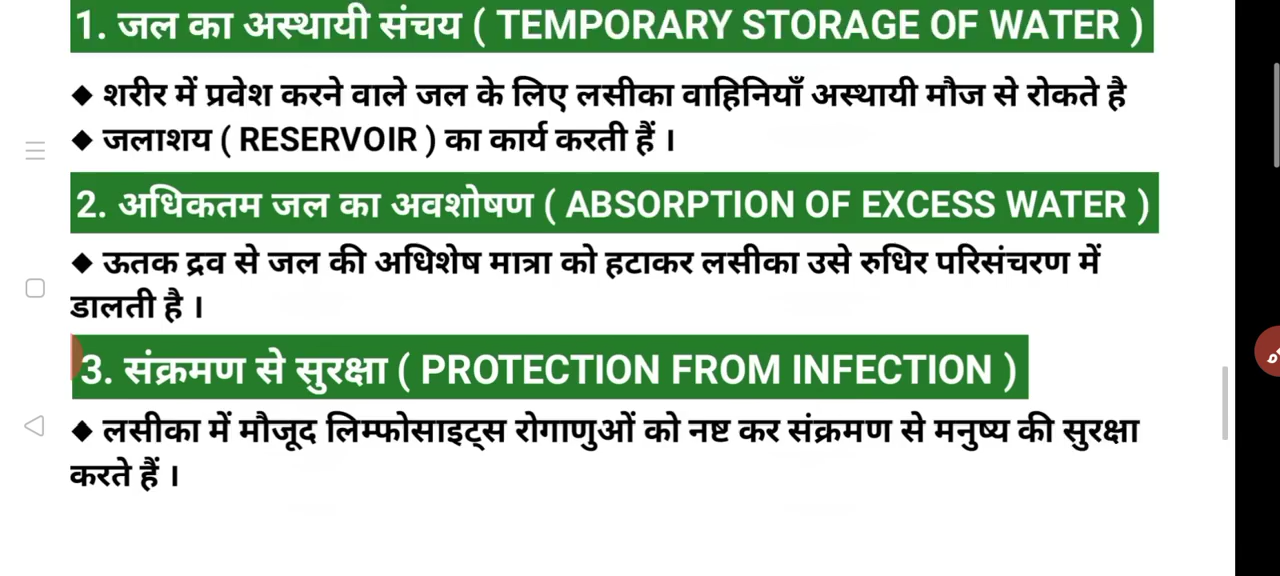 1. जल का अस्थायी संचय ( TEMPORARY STORAGE OF WATER )
◆ शरीर में प्रवेश करने वाले जल के लिए लसीका वाहिनियाँ अस्थायी मौज से रोकते है
◆ जलाशय ( RESERVOIR ) का कार्य करती हैं ।
2. अधिकतम जल का अवशोषण ( ABSORPTION OF EXCESS WATER )
◆ ऊतक द्रव से जल की अधिशेष मात्रा को हटाकर लसीका उसे रुधिर परिसंचरण में
डालती है ।
3. संक्रमण से सुरक्षा ( PROTECTION FROM INFECTION )
◆ लसीका में मौजूद लिम्फोसाइट्स रोगाणुओं को नष्ट कर संक्रमण से मनुष्य की सुरक्षा
करते हैं ।